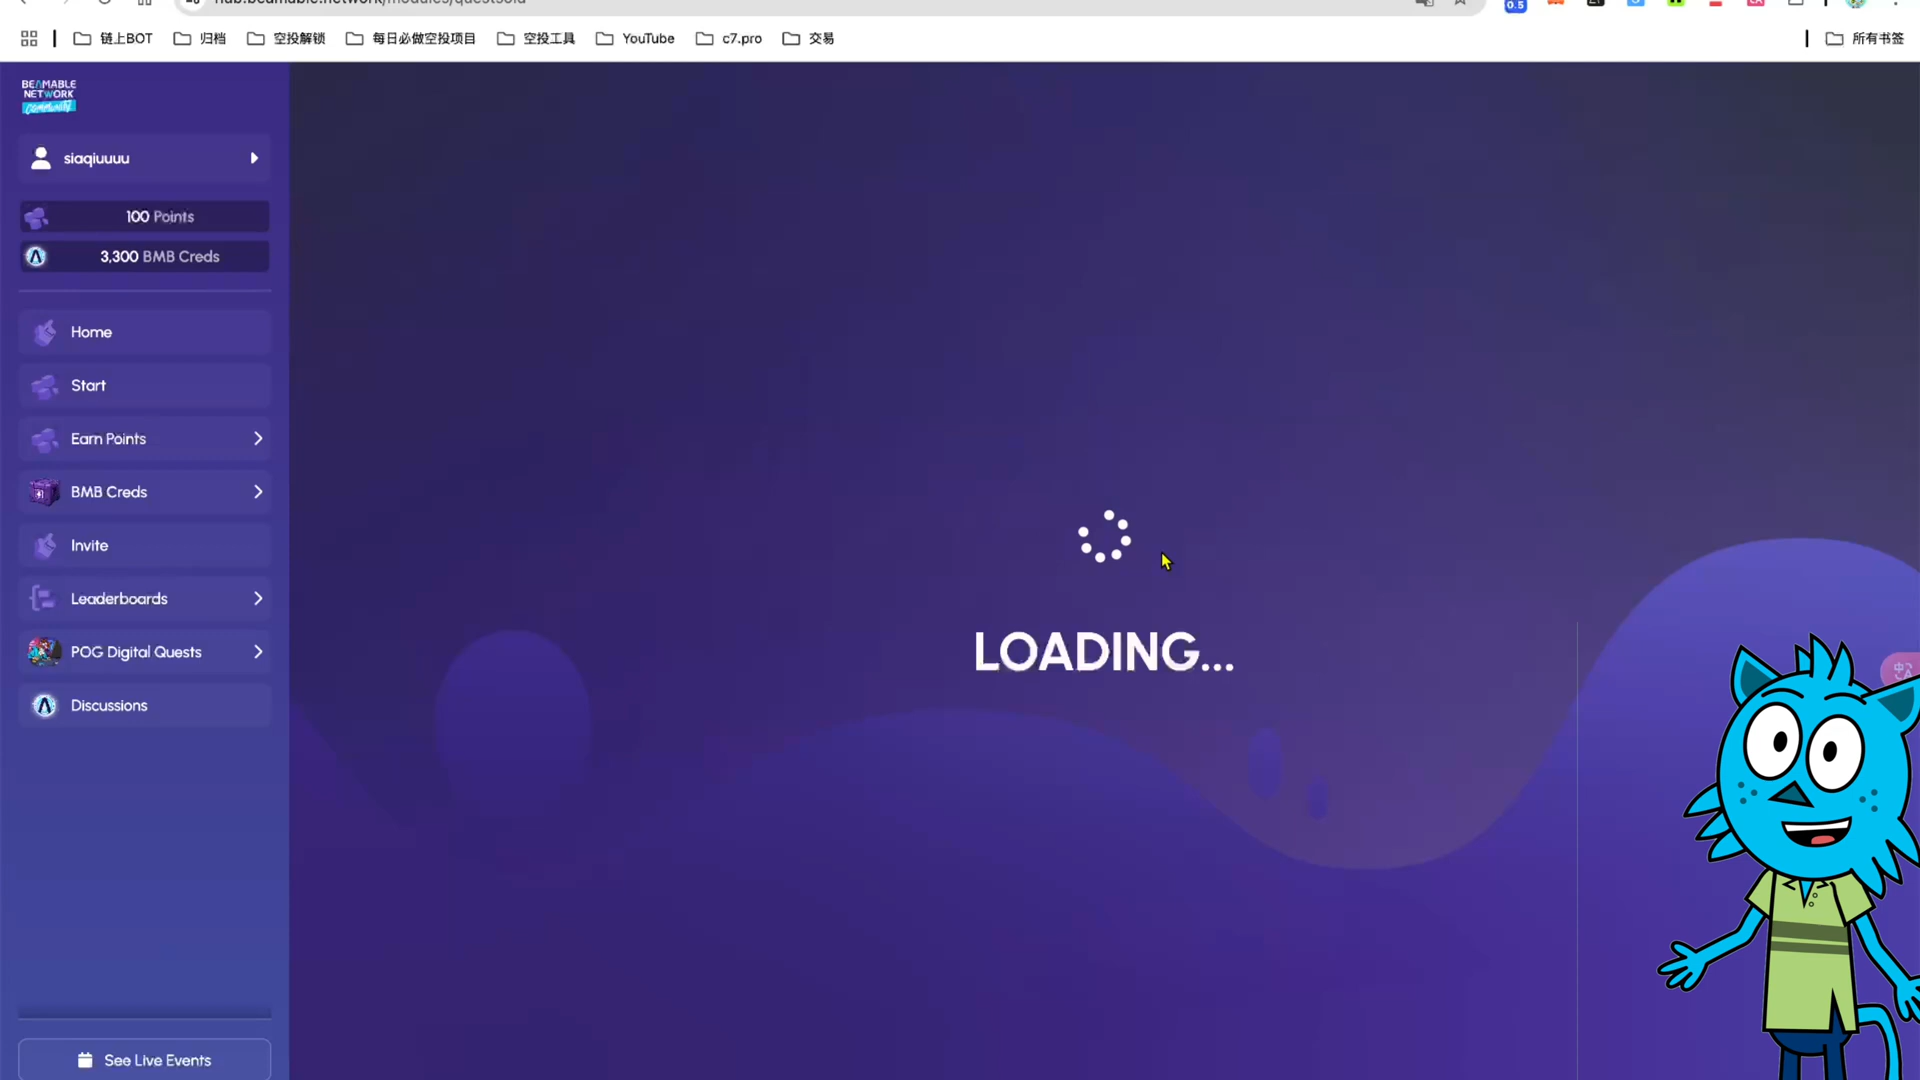 链上BOT
归档
空投解锁
每日必做空投项目
空投工具
YouTube
c7.pro
交易
所有书签
0.5
BEAMABLE
NETWORK
Community
siaqiuuuu
100 Points
3,300 BMB Creds
Home
Start
Earn Points
BMB Creds
Invite
Leaderboards
POG Digital Quests
Discussions
See Live Events
LOADING...